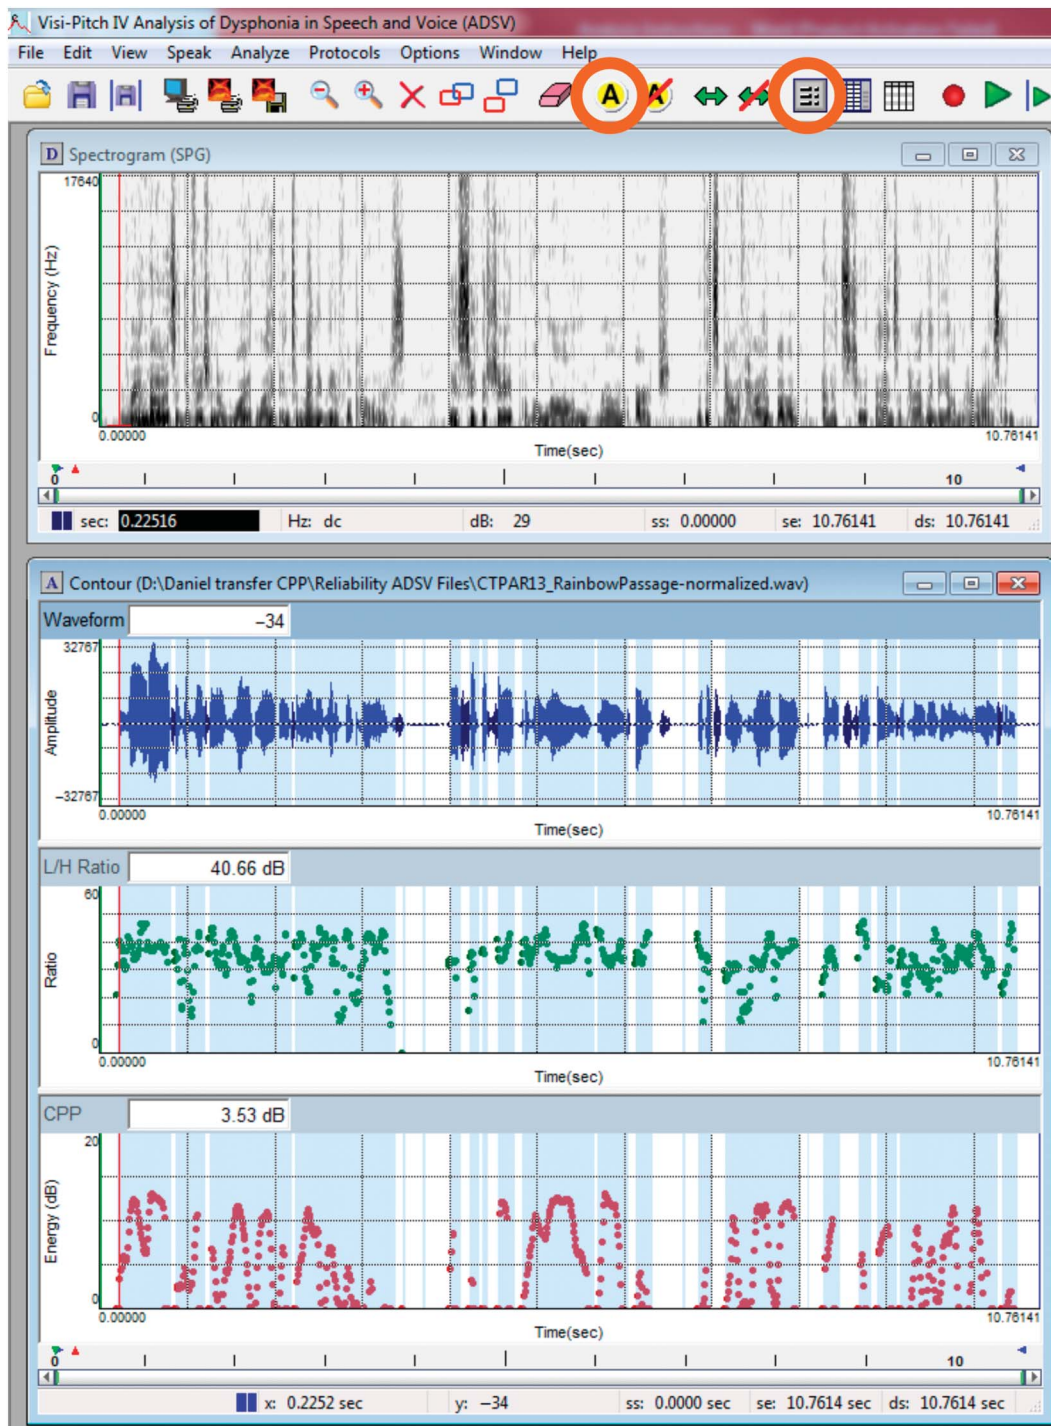 Visi-Pitch IV Analysis of Dysphonia in Speech and Voice (ADSV)
File Edit View Speak Analyze Protocols Options Window Help
A A
D Spectrogram (SPG)
17640
Frequency (Hz)
0
0.00000 10.76141
Time(sec)
0 10
sec: 0.22516 Hz: dc dB: 29 ss: 0.00000 se: 10.76141 ds: 10.76141
A Contour (D:\Daniel transfer CPP\Reliability ADSV Files\CTPAR13_RainbowPassage-normalized.wav)
Waveform −34
32767
Amplitude
−32767
0.00000 10.76141
Time(sec)
L/H Ratio 40.66 dB
60
Ratio
0
0.00000 10.76141
Time(sec)
CPP 3.53 dB
20
Energy (dB)
0
0.00000 10.76141
Time(sec)
0 10
x: 0.2252 sec y: −34 ss: 0.0000 sec se: 10.7614 sec ds: 10.7614 sec